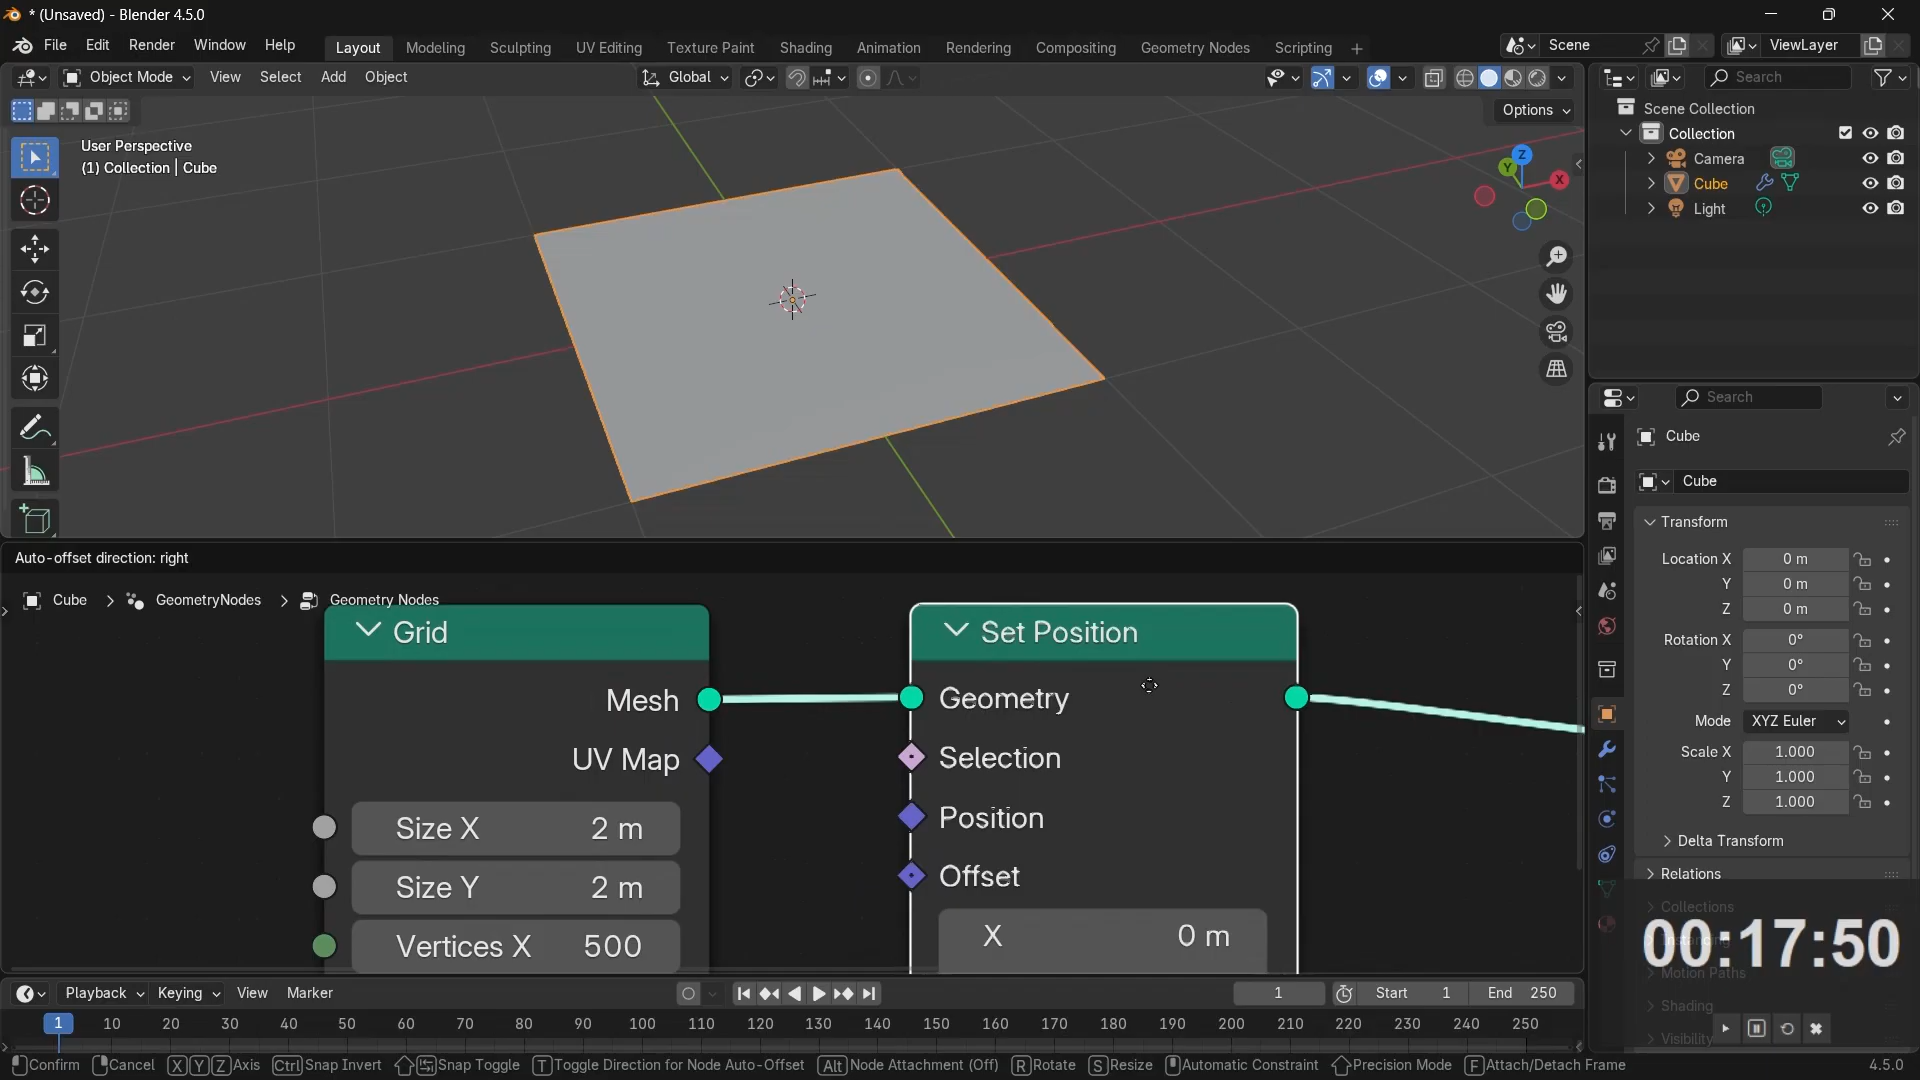 * (Unsaved) - Blender 4.5.0
File Edit Render Window Help
Layout Modeling Sculpting UV Editing Texture Paint Shading Animation Rendering Compositing Geometry Nodes Scripting +
Scene
ViewLayer
Object Mode View Select Add Object
Global
Search
Options
User Perspective
(1) Collection | Cube
Z
Y
X
Scene Collection
Collection
Camera
Cube
Light
Search
Cube
Cube
Transform
Location X 0 m
Y 0 m
Z 0 m
Rotation X 0°
Y 0°
Z 0°
Mode XYZ Euler
Scale X 1.000
Y 1.000
Z 1.000
Delta Transform
Relations
Collections
Motion Paths
Shading
Visibility
00:17:50
Auto-offset direction: right
Cube > GeometryNodes > Geometry Nodes
Grid
Mesh
UV Map
Size X 2 m
Size Y 2 m
Vertices X 500
Set Position
Geometry
Selection
Position
Offset
X 0 m
Playback Keying View Marker
1
Start 1
End 250
1 10 20 30 40 50 60 70 80 90 100 110 120 130 140 150 160 170 180 190 200 210 220 230 240 250
Confirm Cancel X Y Z Axis Ctrl Snap Invert Snap Toggle T Toggle Direction for Node Auto-Offset Alt Node Attachment (Off) R Rotate S Resize Automatic Constraint Precision Mode F Attach/Detach Frame
4.5.0